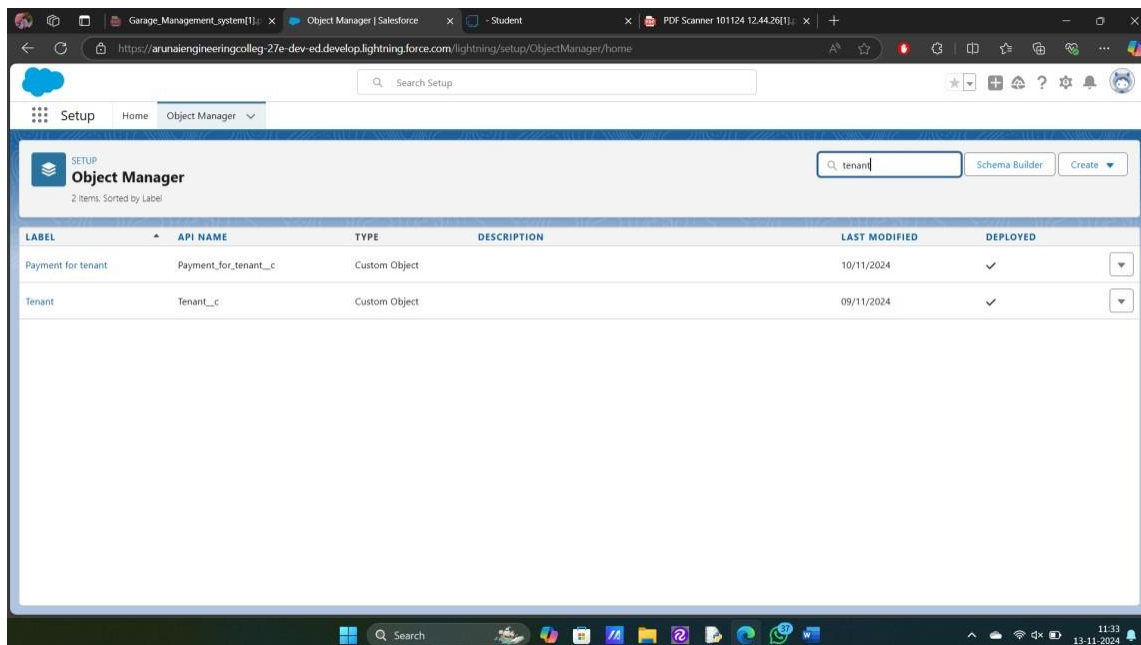 Garage_Management_system[1].
Object Manager | Salesforce
- Student
PDF Scanner 101124 12.44.26[1].
https://arunaiengineeringcolleg-27e-dev-ed.develop.lightning.force.com/lightning/setup/ObjectManager/home
Search Setup
Setup Home Object Manager
SETUP
Object Manager
2 Items, Sorted by Label
tenant
Schema Builder
Create
LABEL API NAME TYPE DESCRIPTION LAST MODIFIED DEPLOYED
Payment for tenant Payment_for_tenant__c Custom Object 10/11/2024
Tenant Tenant__c Custom Object 09/11/2024
Search
37
11:33
13-11-2024